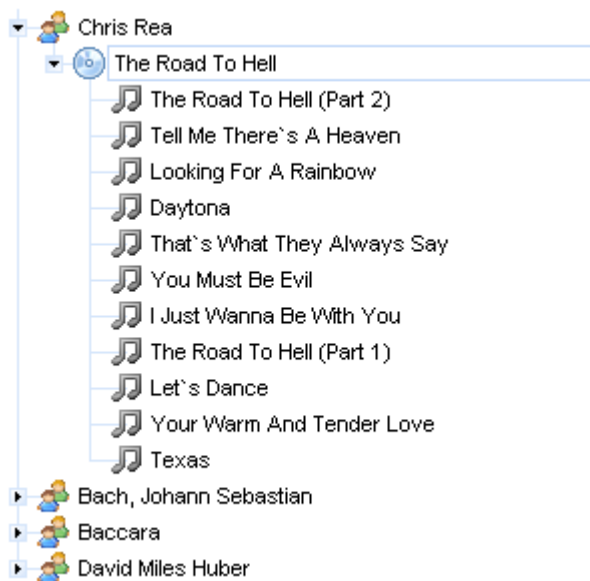 Chris Rea
The Road To Hell
The Road To Hell (Part 2)
Tell Me There`s A Heaven
Looking For A Rainbow
Daytona
That`s What They Always Say
You Must Be Evil
I Just Wanna Be With You
The Road To Hell (Part 1)
Let`s Dance
Your Warm And Tender Love
Texas
Bach, Johann Sebastian
Baccara
David Miles Huber